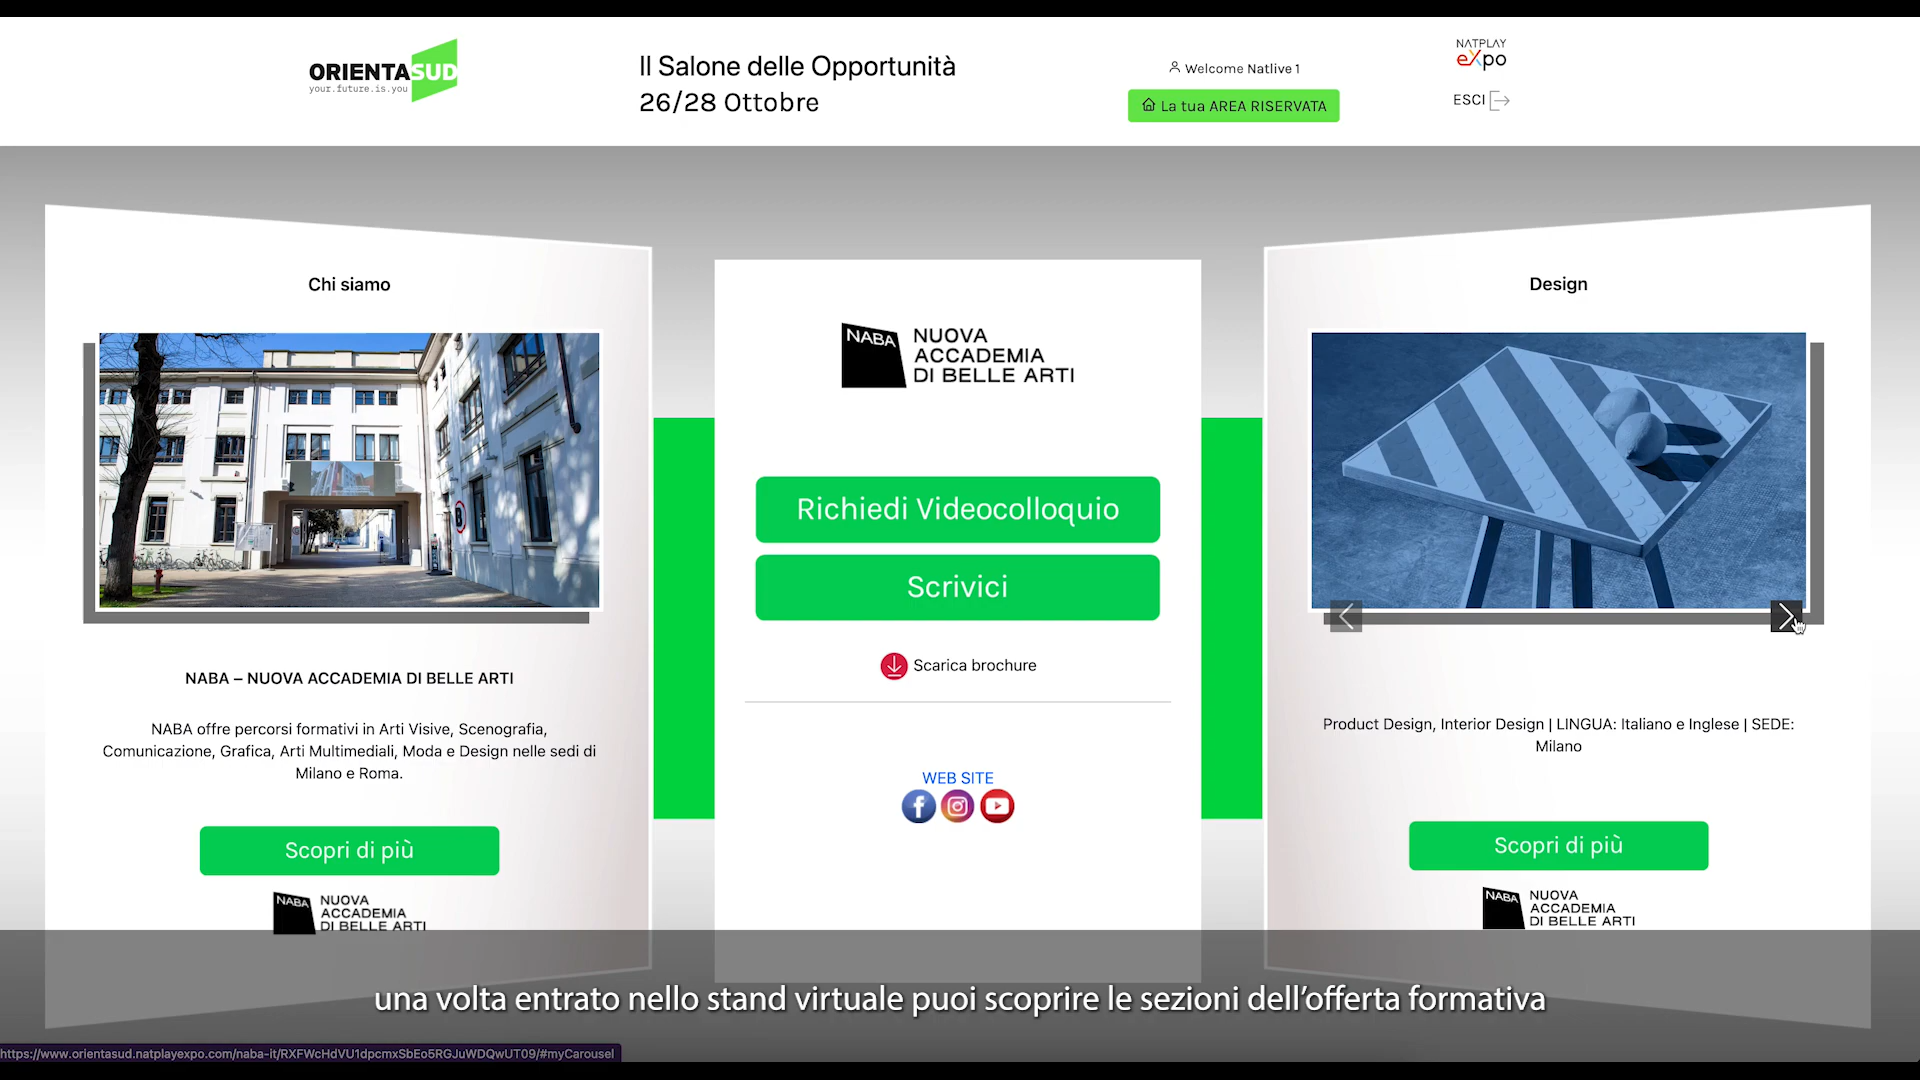 ORIENTASUD
your.future.is.you
Il Salone delle Opportunità
26/28 Ottobre
Welcome Natlive 1
La tua AREA RISERVATA
NATPLAY
eXpo
ESCI
Chi siamo
NABA – NUOVA ACCADEMIA DI BELLE ARTI
NABA offre percorsi formativi in Arti Visive, Scenografia,
Comunicazione, Grafica, Arti Multimediali, Moda e Design nelle sedi di
Milano e Roma.
Scopri di più
NABA
NUOVA
ACCADEMIA
DI BELLE ARTI
NABA
NUOVA
ACCADEMIA
DI BELLE ARTI
Richiedi Videocolloquio
Scrivici
Scarica brochure
WEB SITE
Design
Product Design, Interior Design | LINGUA: Italiano e Inglese | SEDE:
Milano
Scopri di più
NABA
NUOVA
ACCADEMIA
DI BELLE ARTI
una volta entrato nello stand virtuale puoi scoprire le sezioni dell’offerta formativa
https://www.orientasud.natplayexpo.com/naba-it/RXFWcHdVU1dpcmxSbEo5RGJuWDQwUT09/#myCarousel